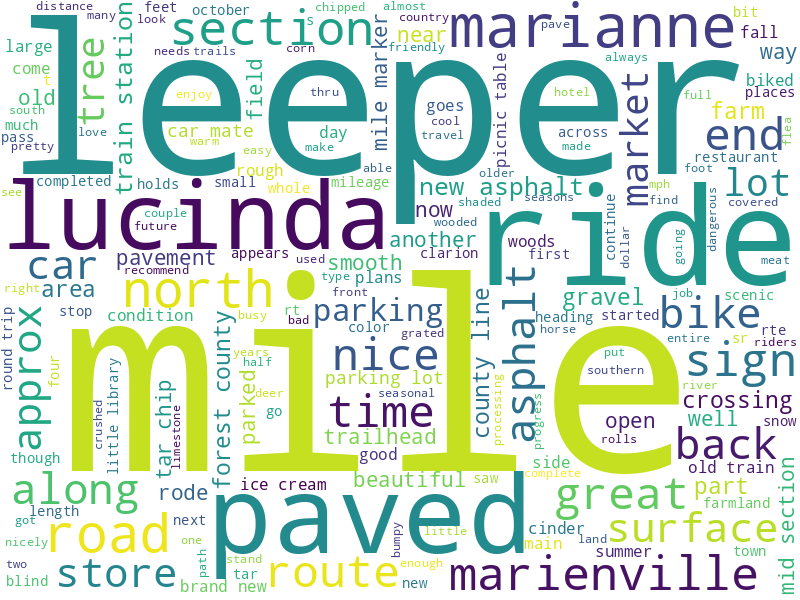 leeper
mile
ride
paved
lucinda
marianne
section
tree
train station
feet
october
distance
many
look
s
chipped
almost
country
pave
trails
needs
corn
friendly
near
bit
fall
way
large
come
t
old
south
much
pass
pretty
love
completed
holds
small
whole
car mate
day
rough
easy
warm
make
enjoy
thru
field
mile marker
goes
cool
travel
able
mileage
picnic table
across
hotel
made
always
full
market
end
biked
places
farm
restaurant
flea
lot
foot
mph
find
covered
older
seasons
shaded
wooded
new asphalt
now
another
clarion
woods
first
continue
dollar
going
dangerous
meat
see
couple
future
appears
used
pavement
recommend
car
area
north
right
stop
condition
round trip
approx
four
though
crushed
little library
tar chip
limestone
forest county
parked
busy
years
half
go
deer
rt
bad
front
type
plans
smooth
color
grated
parking
nice
parking lot
seasonal
time
trailhead
good
county line
processing
asphalt
progress
gravel
heading
horse
started
job
scenic
bike
entire
sr
rte
riders
sign
put
southern
river
crossing
open
rolls
well
snow
back
side
old train
part
mid section
farmland
great
surface
complete
saw
beautiful
ice cream
rode
along
length
got
nicely
next
one
road
two
blind
store
path
brand new
stand
tar
route
bumpy
little
enough
new
cinder
main
land
summer
town
marienville